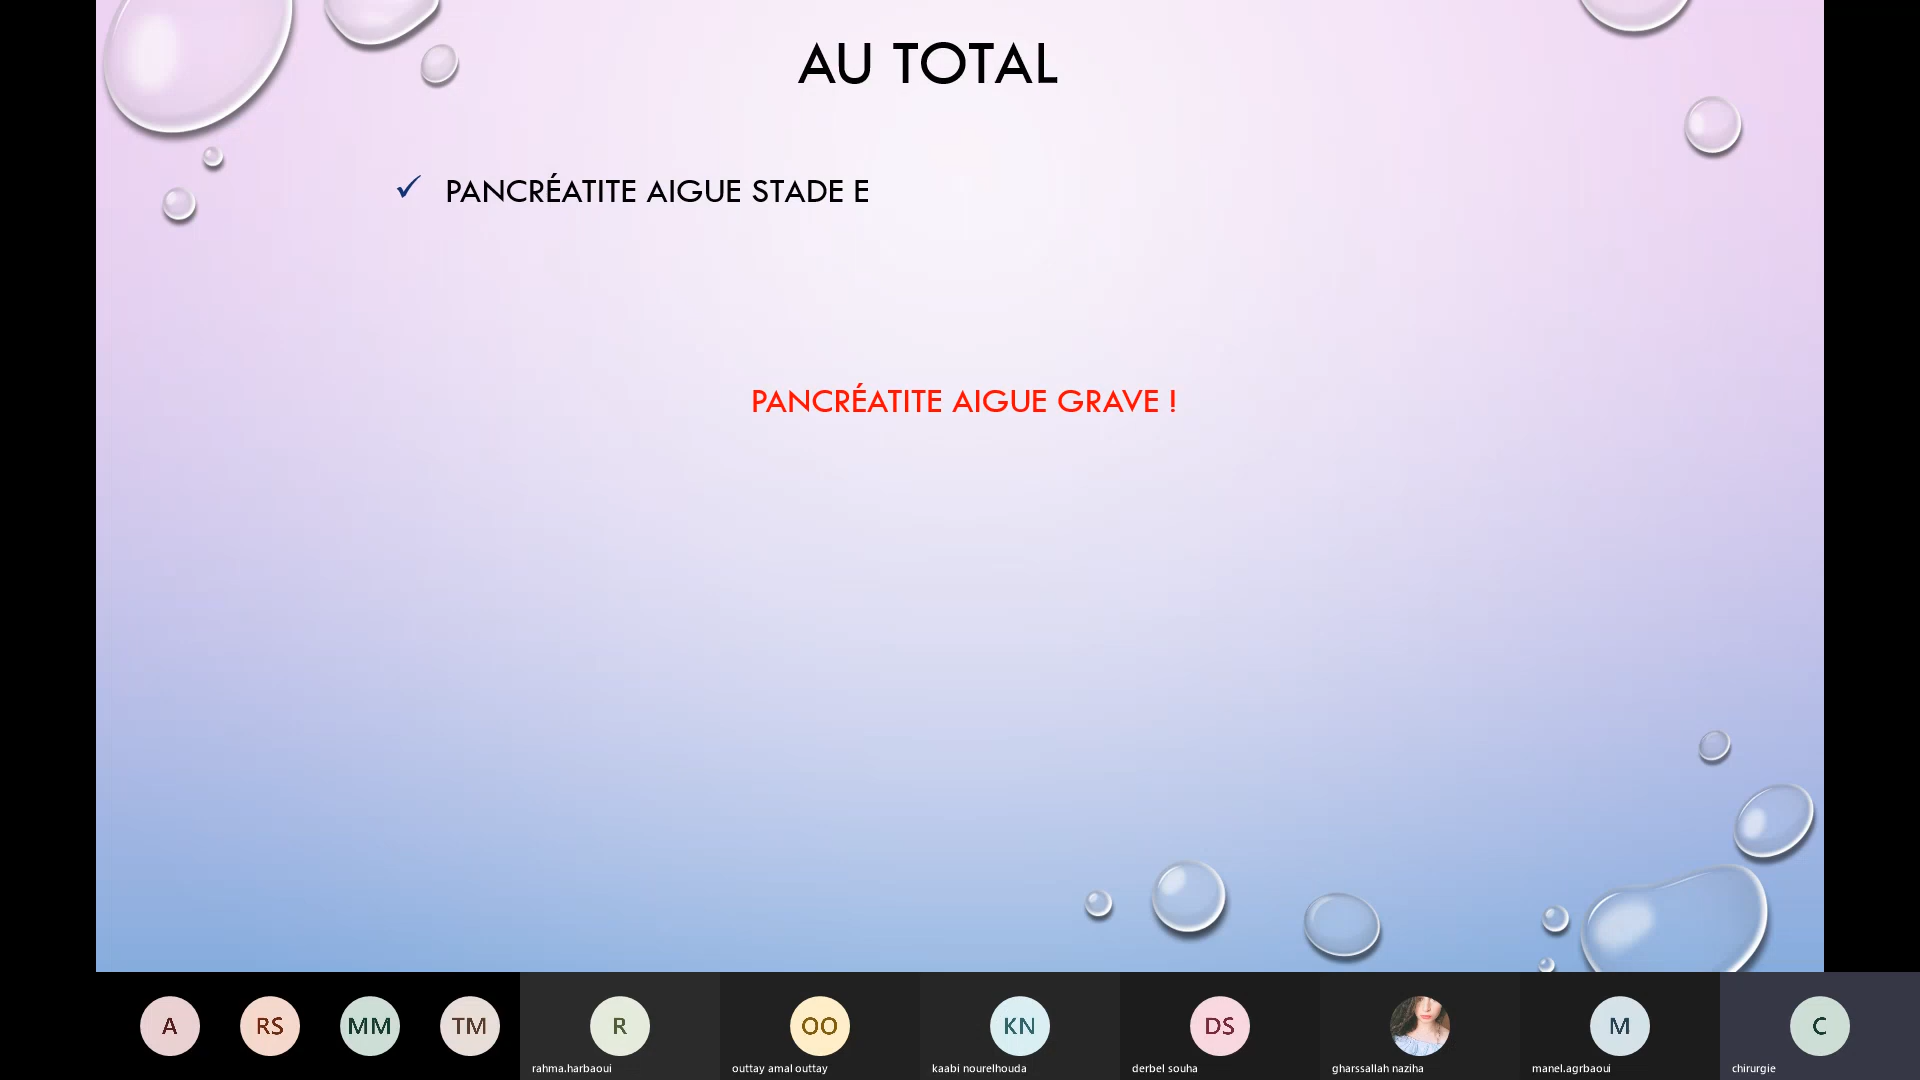 AU TOTAL
✓ PANCRÉATITE AIGUE STADE E
PANCRÉATITE AIGUE GRAVE !
A
RS
MM
TM
R
OO
KN
DS
M
C
rahma.harbaoui
outtay amal outtay
kaabi nourelhouda
derbel souha
gharssallah naziha
manel.agrbaoui
chirurgie